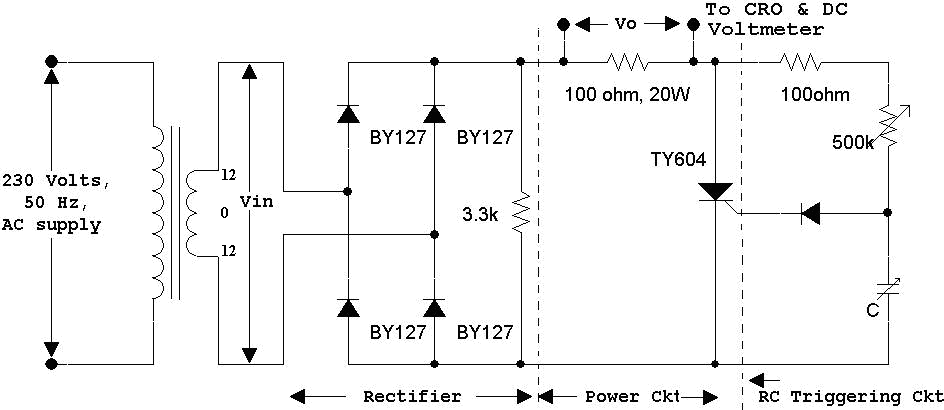 To CRO & DC
Voltmeter
Vo
100 ohm, 20W
100ohm
BY127
BY127
500k
TY604
230 Volts,
50 Hz,
AC supply
12
0
12
Vin
3.3k
C
BY127
BY127
Rectifier
Power Ckt
RC Triggering Ckt